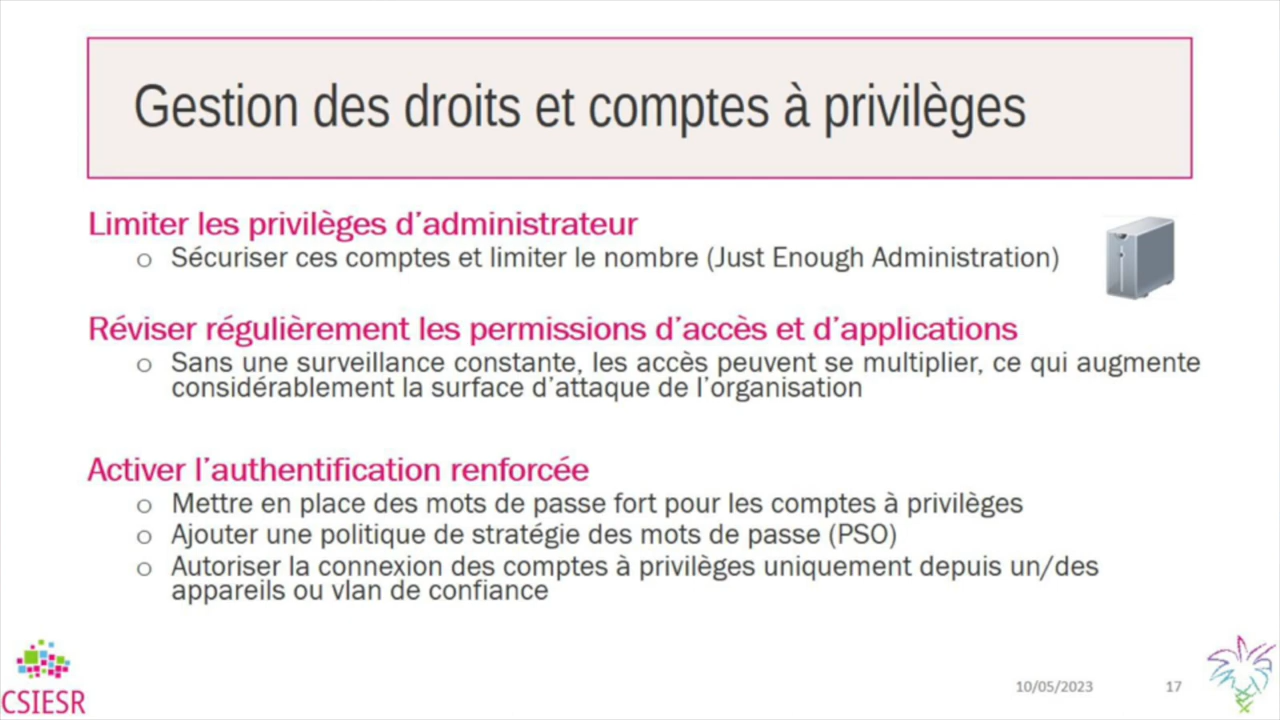 Gestion des droits et comptes à privilèges
Limiter les privilèges d’administrateur
o Sécuriser ces comptes et limiter le nombre (Just Enough Administration)
Réviser régulièrement les permissions d’accès et d’applications
o Sans une surveillance constante, les accès peuvent se multiplier, ce qui augmente
considérablement la surface d’attaque de l’organisation
Activer l’authentification renforcée
o Mettre en place des mots de passe fort pour les comptes à privilèges
o Ajouter une politique de stratégie des mots de passe (PSO)
o Autoriser la connexion des comptes à privilèges uniquement depuis un/des
appareils ou vlan de confiance
CSIESR
10/05/2023
17